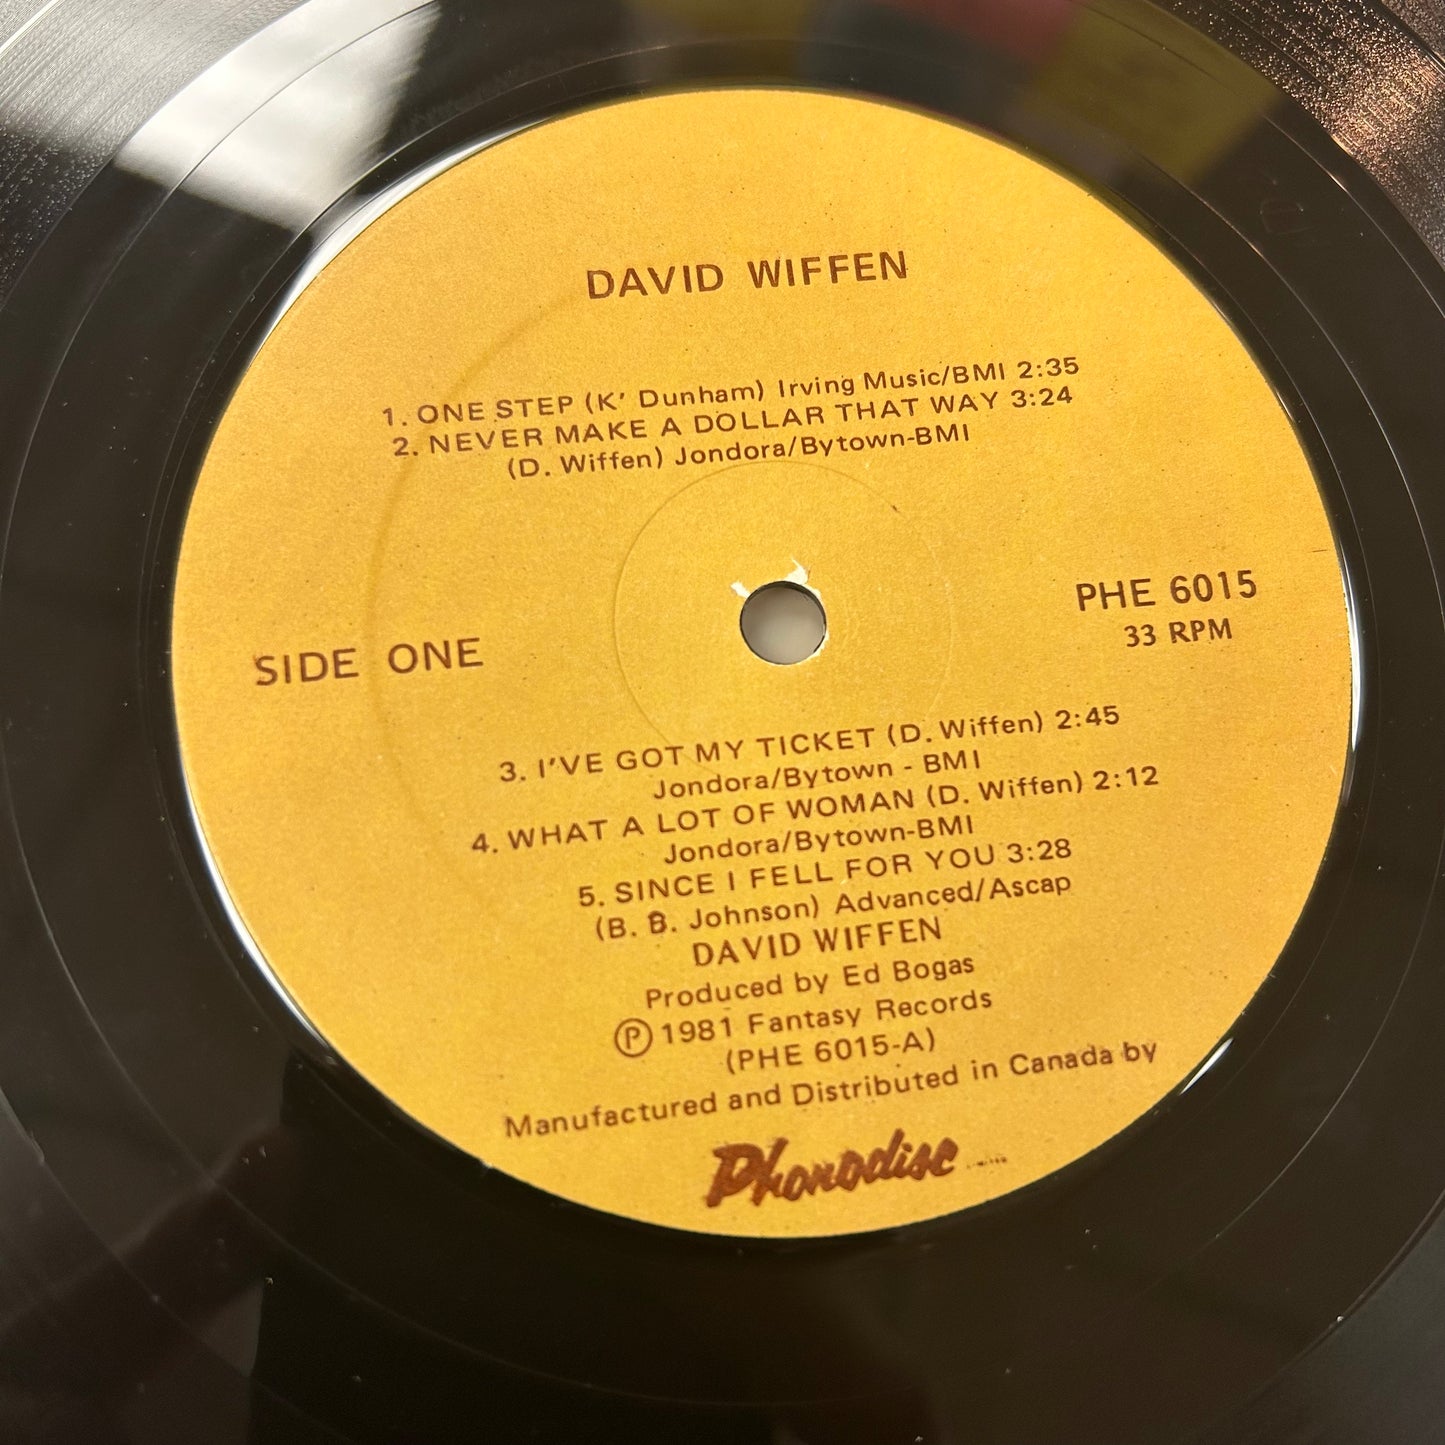 DAVID WIFFEN
1. ONE STEP (K' Dunham) Irving Music/BMI 2:35
2. NEVER MAKE A DOLLAR THAT WAY 3:24
(D. Wiffen) Jondora/Bytown-BMI
SIDE ONE
PHE 6015
33 RPM
3. I'VE GOT MY TICKET (D. Wiffen) 2:45
Jondora/Bytown - BMI
4. WHAT A LOT OF WOMAN (D. Wiffen) 2:12
Jondora/Bytown-BMI
5. SINCE I FELL FOR YOU 3:28
(B. B. Johnson) Advanced/Ascap
DAVID WIFFEN
Produced by Ed Bogas
Ⓟ 1981 Fantasy Records
(PHE 6015-A)
Manufactured and Distributed in Canada by
Phonodisc